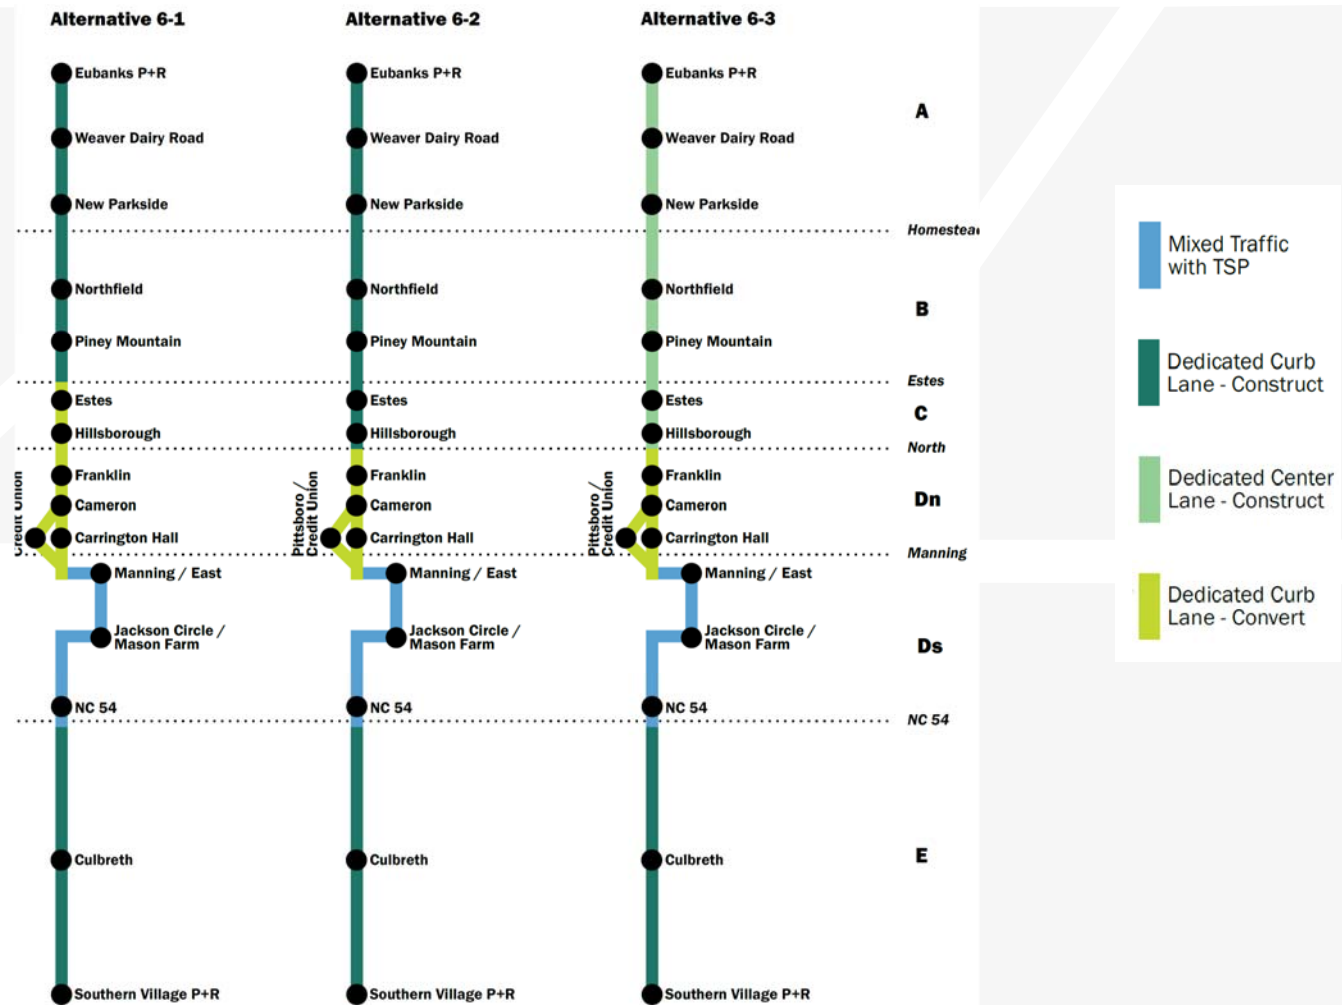 Alternative 6-1
Eubanks P+R
Weaver Dairy Road
New Parkside
Northfield
Piney Mountain
Estes
Hillsborough
Franklin
Cameron
Credit Union
Carrington Hall
Manning / East
Jackson Circle /
Mason Farm
NC 54
Culbreth
Southern Village P+R
Alternative 6-2
Eubanks P+R
Weaver Dairy Road
New Parkside
Northfield
Piney Mountain
Estes
Hillsborough
Franklin
Cameron
Pittsboro /
Credit Union
Carrington Hall
Manning / East
Jackson Circle /
Mason Farm
NC 54
Culbreth
Southern Village P+R
Alternative 6-3
Eubanks P+R
Weaver Dairy Road
New Parkside
Northfield
Piney Mountain
Estes
Hillsborough
Franklin
Cameron
Pittsboro /
Credit Union
Carrington Hall
Manning / East
Jackson Circle /
Mason Farm
NC 54
Culbreth
Southern Village P+R
A
Homestea
B
Estes
C
North
Dn
Manning
Ds
NC 54
E
Mixed Traffic
with TSP
Dedicated Curb
Lane - Construct
Dedicated Center
Lane - Construct
Dedicated Curb
Lane - Convert